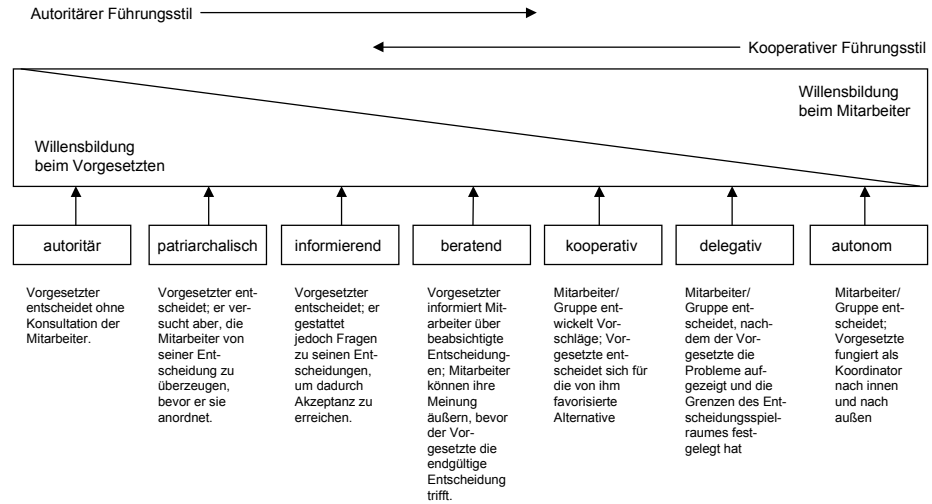 Autoritärer Führungsstil
Kooperativer Führungsstil
Willensbildung
beim Mitarbeiter
Willensbildung
beim Vorgesetzten
autoritär
patriarchalisch
informierend
beratend
kooperativ
delegativ
autonom
Vorgesetzter
entscheidet ohne
Konsultation der
Mitarbeiter.
Vorgesetzter ent-
scheidet; er ver-
sucht aber, die
Mitarbeiter von
seiner Ent-
scheidung zu
überzeugen,
bevor er sie
anordnet.
Vorgesetzter
entscheidet; er
gestattet
jedoch Fragen
zu seinen Ent-
scheidungen,
um dadurch
Akzeptanz zu
erreichen.
Vorgesetzter
informiert Mit-
arbeiter über
beabsichtigte
Entscheidung-
en; Mitarbeiter
können ihre
Meinung
äußern, bevor
der Vor-
gesetzte die
endgültige
Entscheidung
trifft.
Mitarbeiter/
Gruppe ent-
wickelt Vor-
schläge; Vor-
gesetzte ent-
scheidet sich für
die von ihm
favorisierte
Alternative
Mitarbeiter/
Gruppe ent-
scheidet, nach-
dem der Vor-
gesetzte die
Probleme auf-
gezeigt und die
Grenzen des Ent-
scheidungsspiel-
raumes fest-
gelegt hat
Mitarbeiter/
Gruppe ent-
scheidet;
Vorgesetzte
fungiert als
Koordinator
nach innen
und nach
außen